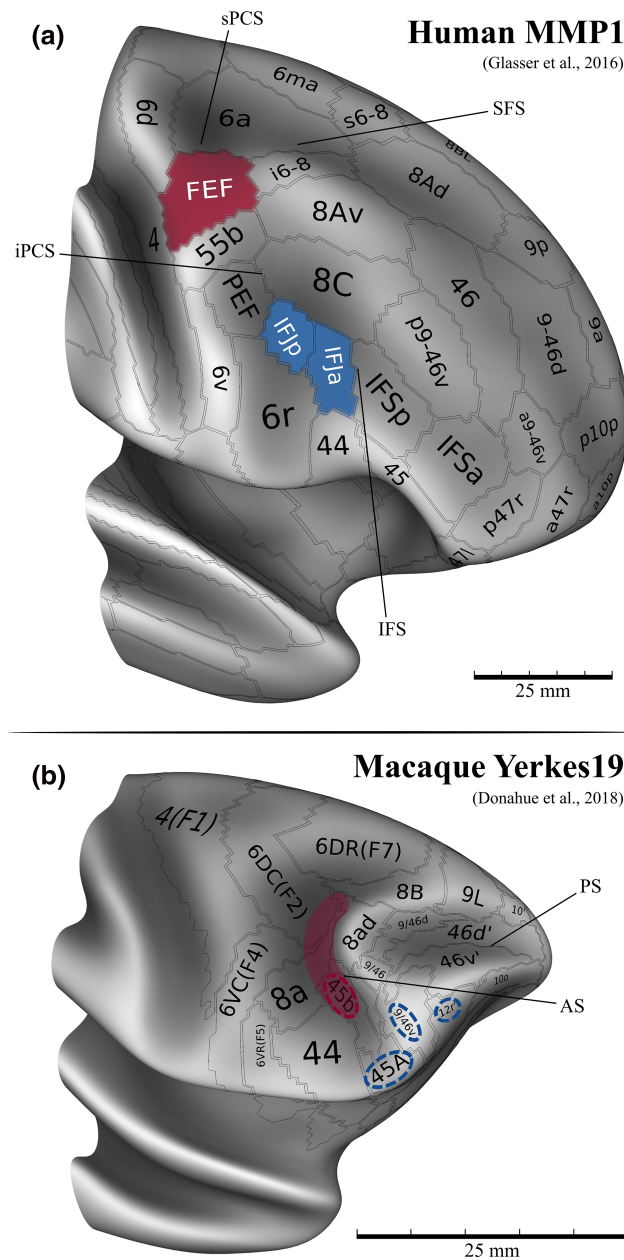 (a)
Human MMP1
(Glasser et al., 2016)
sPCS
SFS
iPCS
6ma
s6-8
8BL
p6
6a
FEF
i6-8
8Ad
8Av
9p
4
55b
PEF
8C
46
9-46d
9a
IFJp
IFJa
p9-46v
6v
6r
IFSp
44
45
IFSa
a9-46v
p10p
p47r
a47r
a10p
47l
IFS
25 mm
(b)
Macaque Yerkes19
(Donahue et al., 2018)
4(F1)
6DR(F7)
6DC(F2)
8B
9L
10
PS
8ad
9/46d
46d'
46v'
9/46
10o
6VC(F4)
8a
45b
AS
12r
9/46v
6VR(F5)
44
45A
25 mm